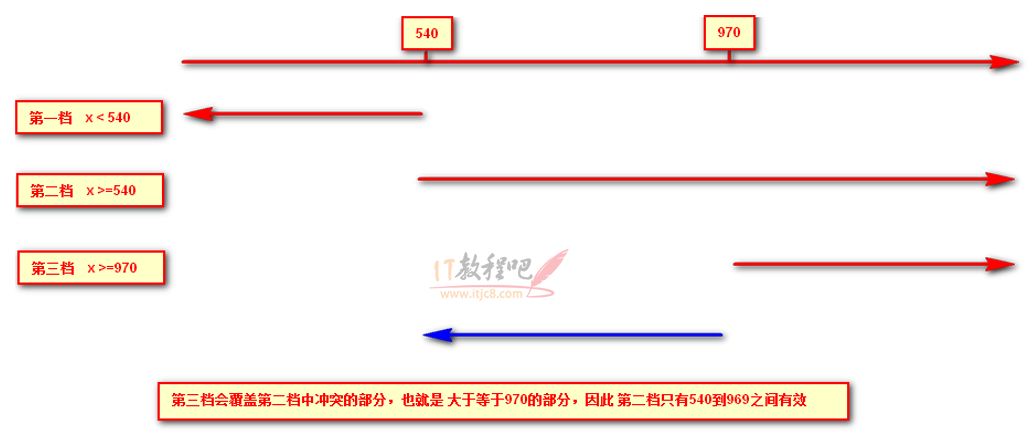 540
970
第一档 x < 540
第二档 x >=540
第三档 x >=970
IT教程吧
www.itjc8.com
第三档会覆盖第二档中冲突的部分，也就是 大于等于970的部分，因此 第二档只有540到969之间有效